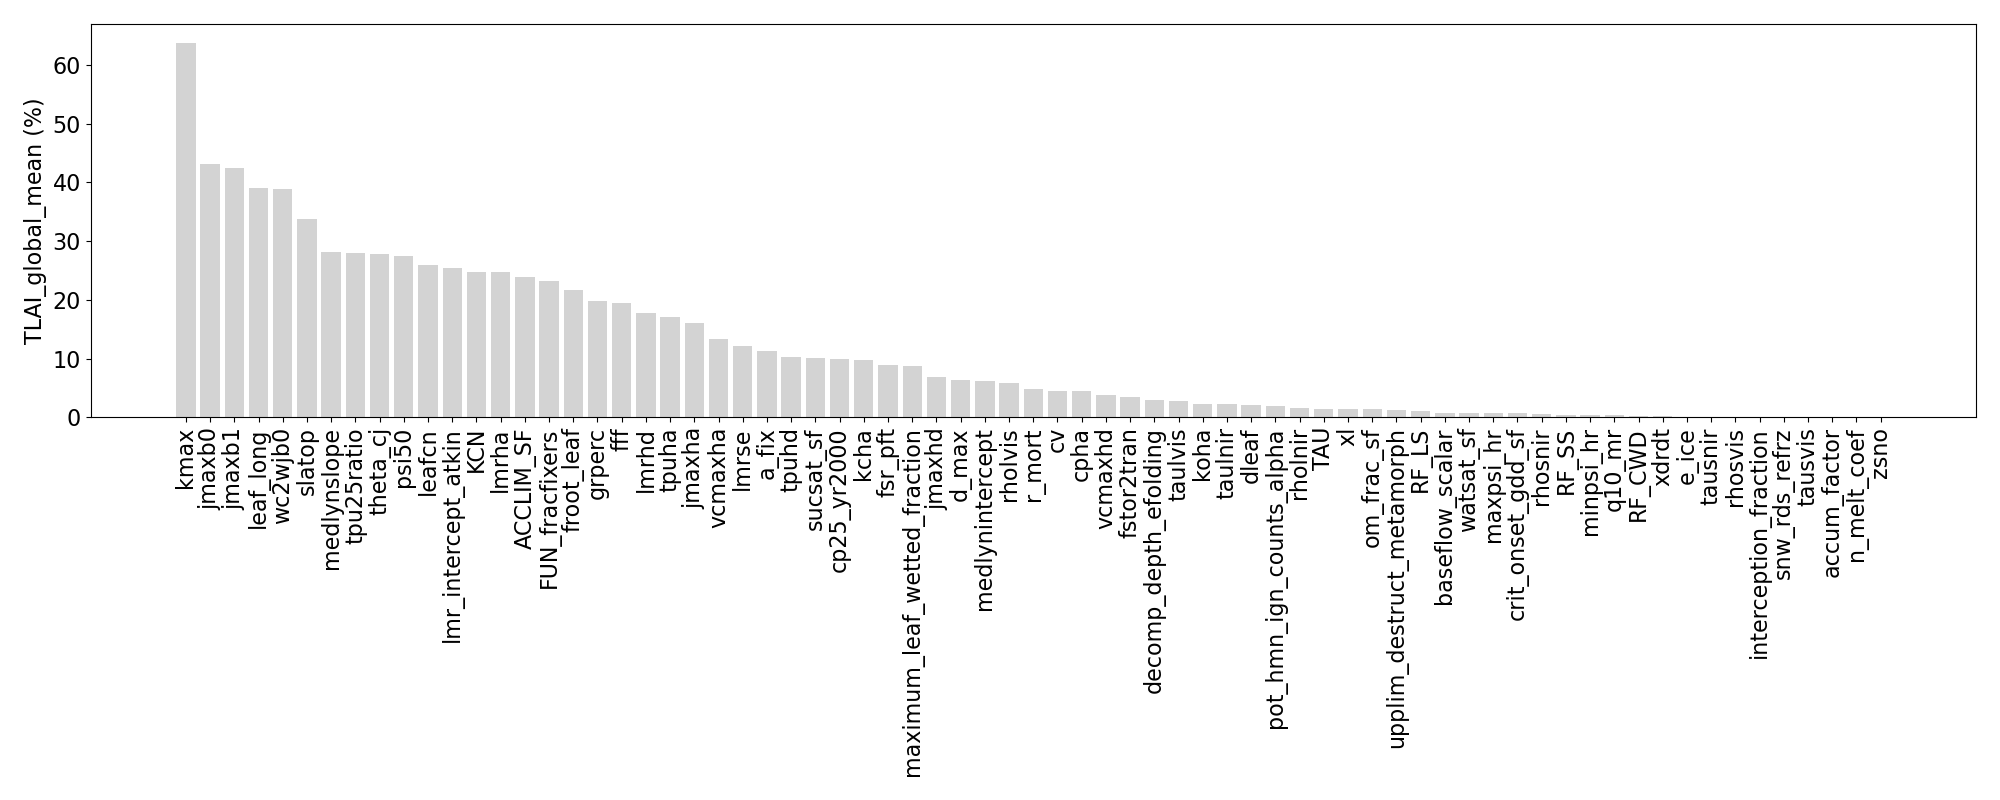 TLAI_global_mean (%)
60
50
40
30
20
10
0
kmax
jmaxb0
jmaxb1
leaf_long
wc2wjb0
slatop
medlynslope
tpu25ratio
theta_cj
psi50
leafcn
lmr_intercept_atkin
KCN
lmrha
ACCLIM_SF
FUN_fracfixers
froot_leaf
grperc
fff
lmrhd
tpuha
jmaxha
vcmaxha
lmrse
a_fix
tpuhd
sucsat_sf
cp25_yr2000
kcha
fsr_pft
maximum_leaf_wetted_fraction
jmaxhd
d_max
medlynintercept
rholvis
r_mort
cv
cpha
vcmaxhd
fstor2tran
decomp_depth_efolding
taulvis
koha
taulnir
dleaf
pot_hmn_ign_counts_alpha
rholnir
TAU
xl
om_frac_sf
upplim_destruct_metamorph
RF_LS
baseflow_scalar
watsat_sf
maxpsi_hr
crit_onset_gdd_sf
rhosnir
RF_SS
minpsi_hr
q10_mr
RF_CWD
xdrdt
e_ice
tausnir
rhosvis
interception_fraction
snw_rds_refrz
tausvis
accum_factor
n_melt_coef
zsno